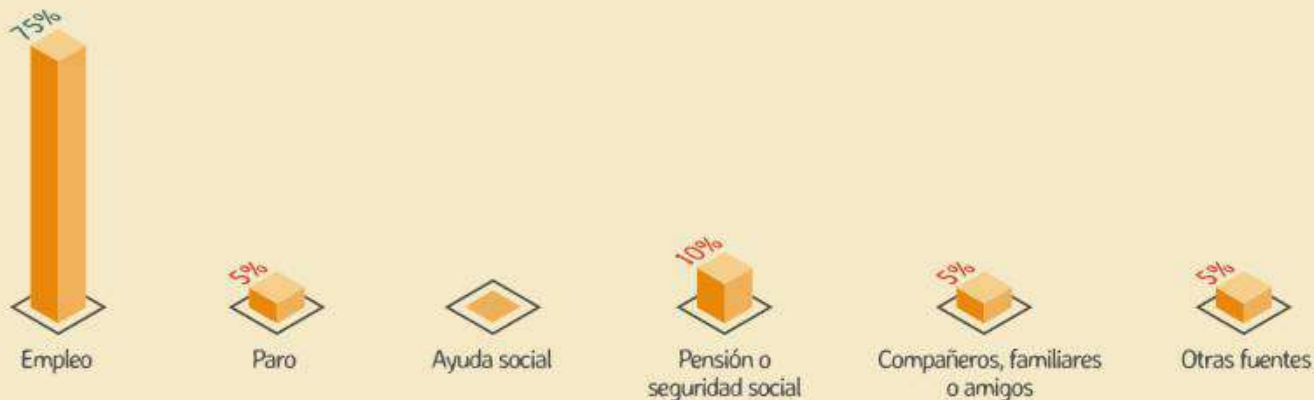 75%
5%
10%
5%
5%
Empleo
Paro
Ayuda social
Pensión o
seguridad social
Compañeros, familiares
o amigos
Otras fuentes